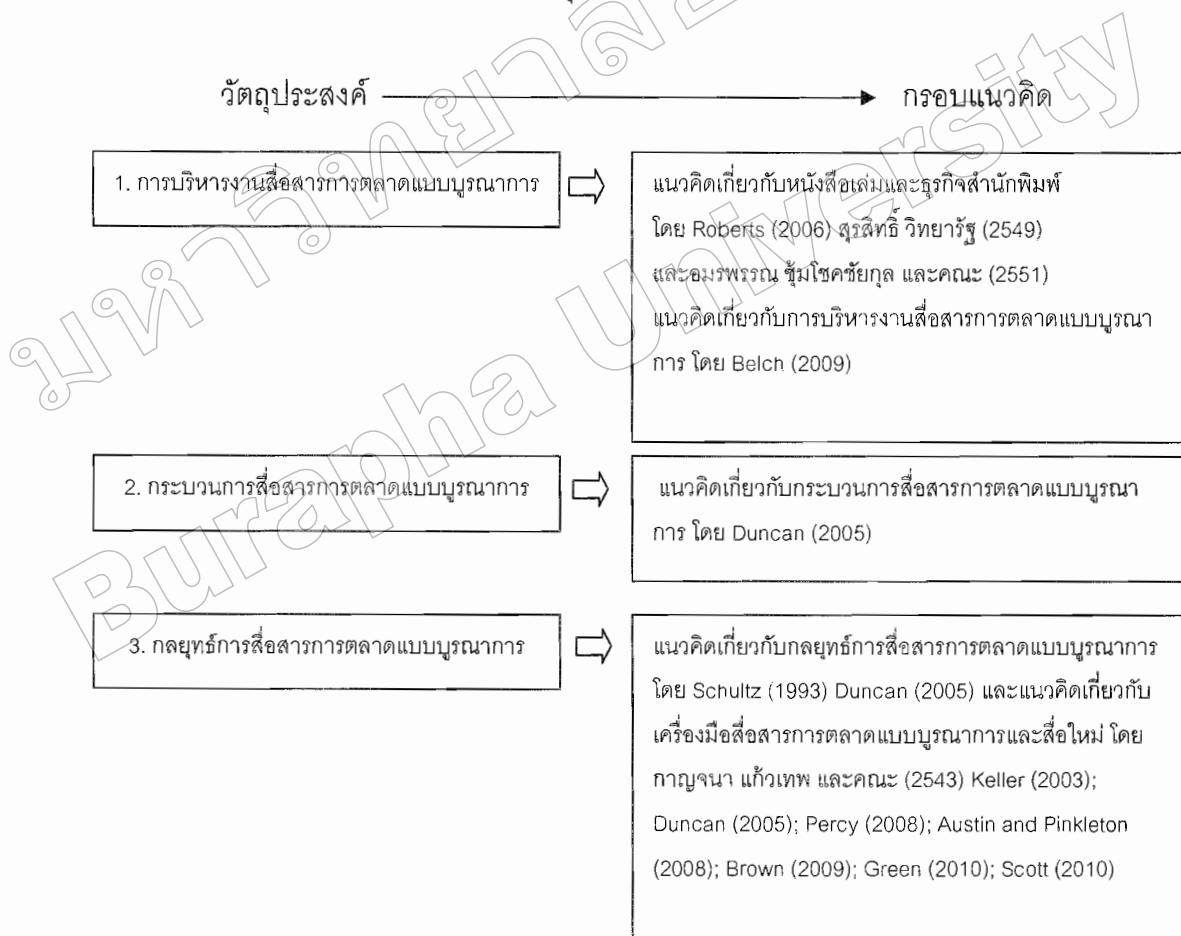 วัตถุประสงค์ กรอบแนวคิด
1. การบริหารงานสื่อสารการตลาดแบบบูรณาการ
แนวคิดเกี่ยวกับหนังสือเล่มและธุรกิจสำนักพิมพ์
โดย Roberts (2006) สุรสิทธิ์ วิทยารัฐ (2549)
และอมรพรรณ ซุ้มโชคชัยกุล และคณะ (2551)
แนวคิดเกี่ยวกับการบริหารงานสื่อสารการตลาดแบบบูรณา
การ โดย Belch (2009)
2. กระบวนการสื่อสารการตลาดแบบบูรณาการ
แนวคิดเกี่ยวกับกระบวนการสื่อสารการตลาดแบบบูรณา
การ โดย Duncan (2005)
3. กลยุทธ์การสื่อสารการตลาดแบบบูรณาการ
แนวคิดเกี่ยวกับกลยุทธ์การสื่อสารการตลาดแบบบูรณาการ
โดย Schultz (1993) Duncan (2005) และแนวคิดเกี่ยวกับ
เครื่องมือสื่อสารการตลาดแบบบูรณาการและสื่อใหม่ โดย
กาญจนา แก้วเทพ และคณะ (2543) Keller (2003);
Duncan (2005); Percy (2008); Austin and Pinkleton
(2008); Brown (2009); Green (2010); Scott (2010)
Burapha University